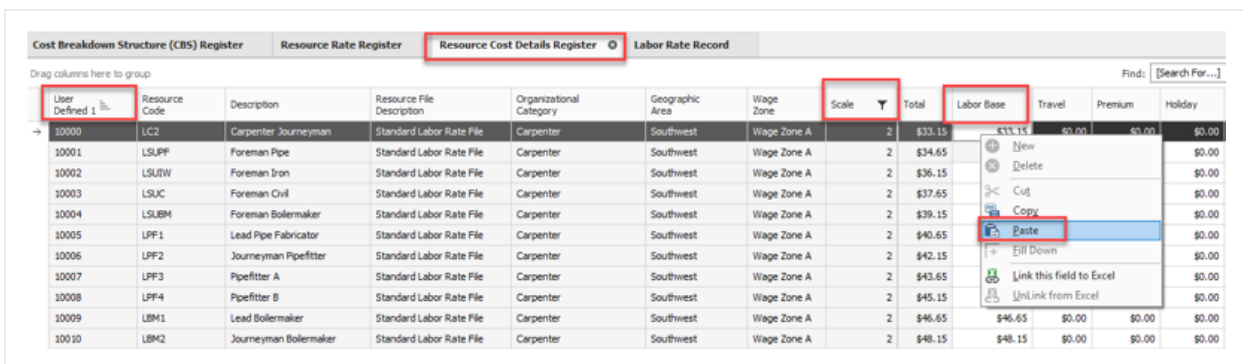 Cost Breakdown Structure (CBS) Register Resource Rate Register Resource Cost Details Register Labor Rate Record
Drag columns here to group Find: [Search For...]
User Defined 1 Resource Code Description Resource File Description Organizational Category Geographic Area Wage Zone Scale Total Labor Base Travel Premium Holiday
10000 LC2 Carpenter Journeyman Standard Labor Rate File Carpenter Southwest Wage Zone A 2 $33.15 $33.15 $0.00 $0.00 $0.00
10001 LSUPF Foreman Pipe Standard Labor Rate File Carpenter Southwest Wage Zone A 2 $34.65 $0.00
10002 LSUIW Foreman Iron Standard Labor Rate File Carpenter Southwest Wage Zone A 2 $36.15 $0.00
10003 LSUC Foreman Civil Standard Labor Rate File Carpenter Southwest Wage Zone A 2 $37.65 $0.00
10004 LSUBM Foreman Boilermaker Standard Labor Rate File Carpenter Southwest Wage Zone A 2 $39.15 $0.00
10005 LPF1 Lead Pipe Fabricator Standard Labor Rate File Carpenter Southwest Wage Zone A 2 $40.65 $0.00
10006 LPF2 Journeyman Pipefitter Standard Labor Rate File Carpenter Southwest Wage Zone A 2 $42.15 $0.00
10007 LPF3 Pipefitter A Standard Labor Rate File Carpenter Southwest Wage Zone A 2 $43.65 $0.00
10008 LPF4 Pipefitter B Standard Labor Rate File Carpenter Southwest Wage Zone A 2 $45.15 $0.00
10009 LBM1 Lead Boilermaker Standard Labor Rate File Carpenter Southwest Wage Zone A 2 $46.65 $46.65 $0.00 $0.00 $0.00
10010 LBM2 Journeyman Boilermaker Standard Labor Rate File Carpenter Southwest Wage Zone A 2 $48.15 $48.15 $0.00 $0.00 $0.00
New
Delete
Cut
Copy
Paste
Fill Down
Link this field to Excel
UnLink from Excel